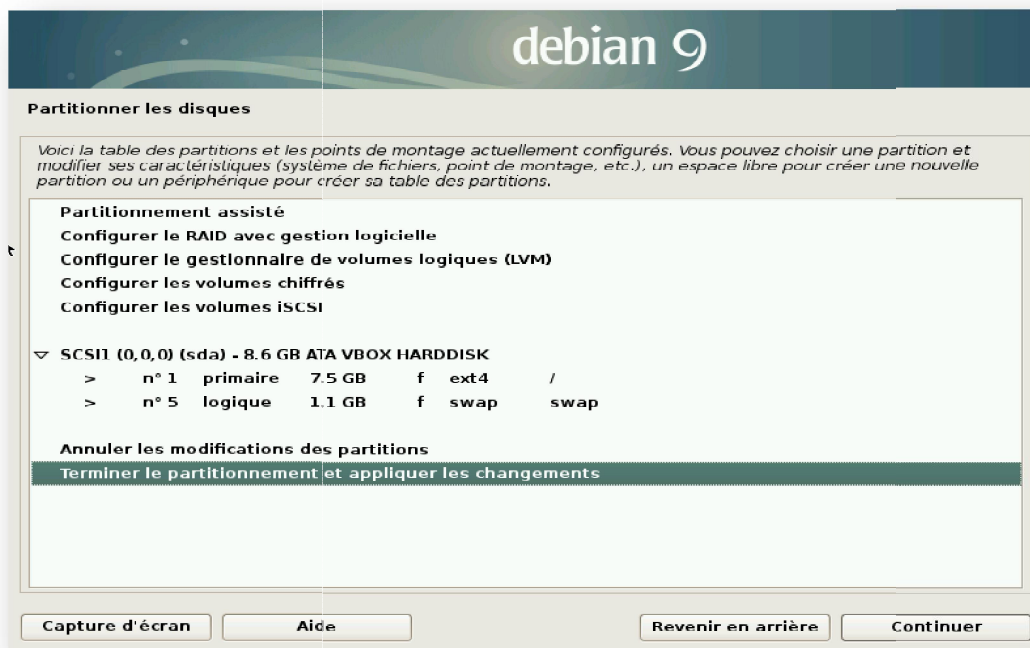 debian 9
Partitionner les disques
Voici la table des partitions et les points de montage actuellement configurés. Vous pouvez choisir une partition et
modifier ses caractéristiques (système de fichiers, point de montage, etc.), un espace libre pour créer une nouvelle
partition ou un périphérique pour créer sa table des partitions.
Partitionnement assisté
Configurer le RAID avec gestion logicielle
Configurer le gestionnaire de volumes logiques (LVM)
Configurer les volumes chiffrés
Configurer les volumes iSCSI
SCSI1 (0,0,0) (sda) - 8.6 GB ATA VBOX HARDDISK
> n° 1 primaire 7.5 GB f ext4 /
> n° 5 logique 1.1 GB f swap swap
Annuler les modifications des partitions
Terminer le partitionnement et appliquer les changements
Capture d'écran Aide Revenir en arrière Continuer